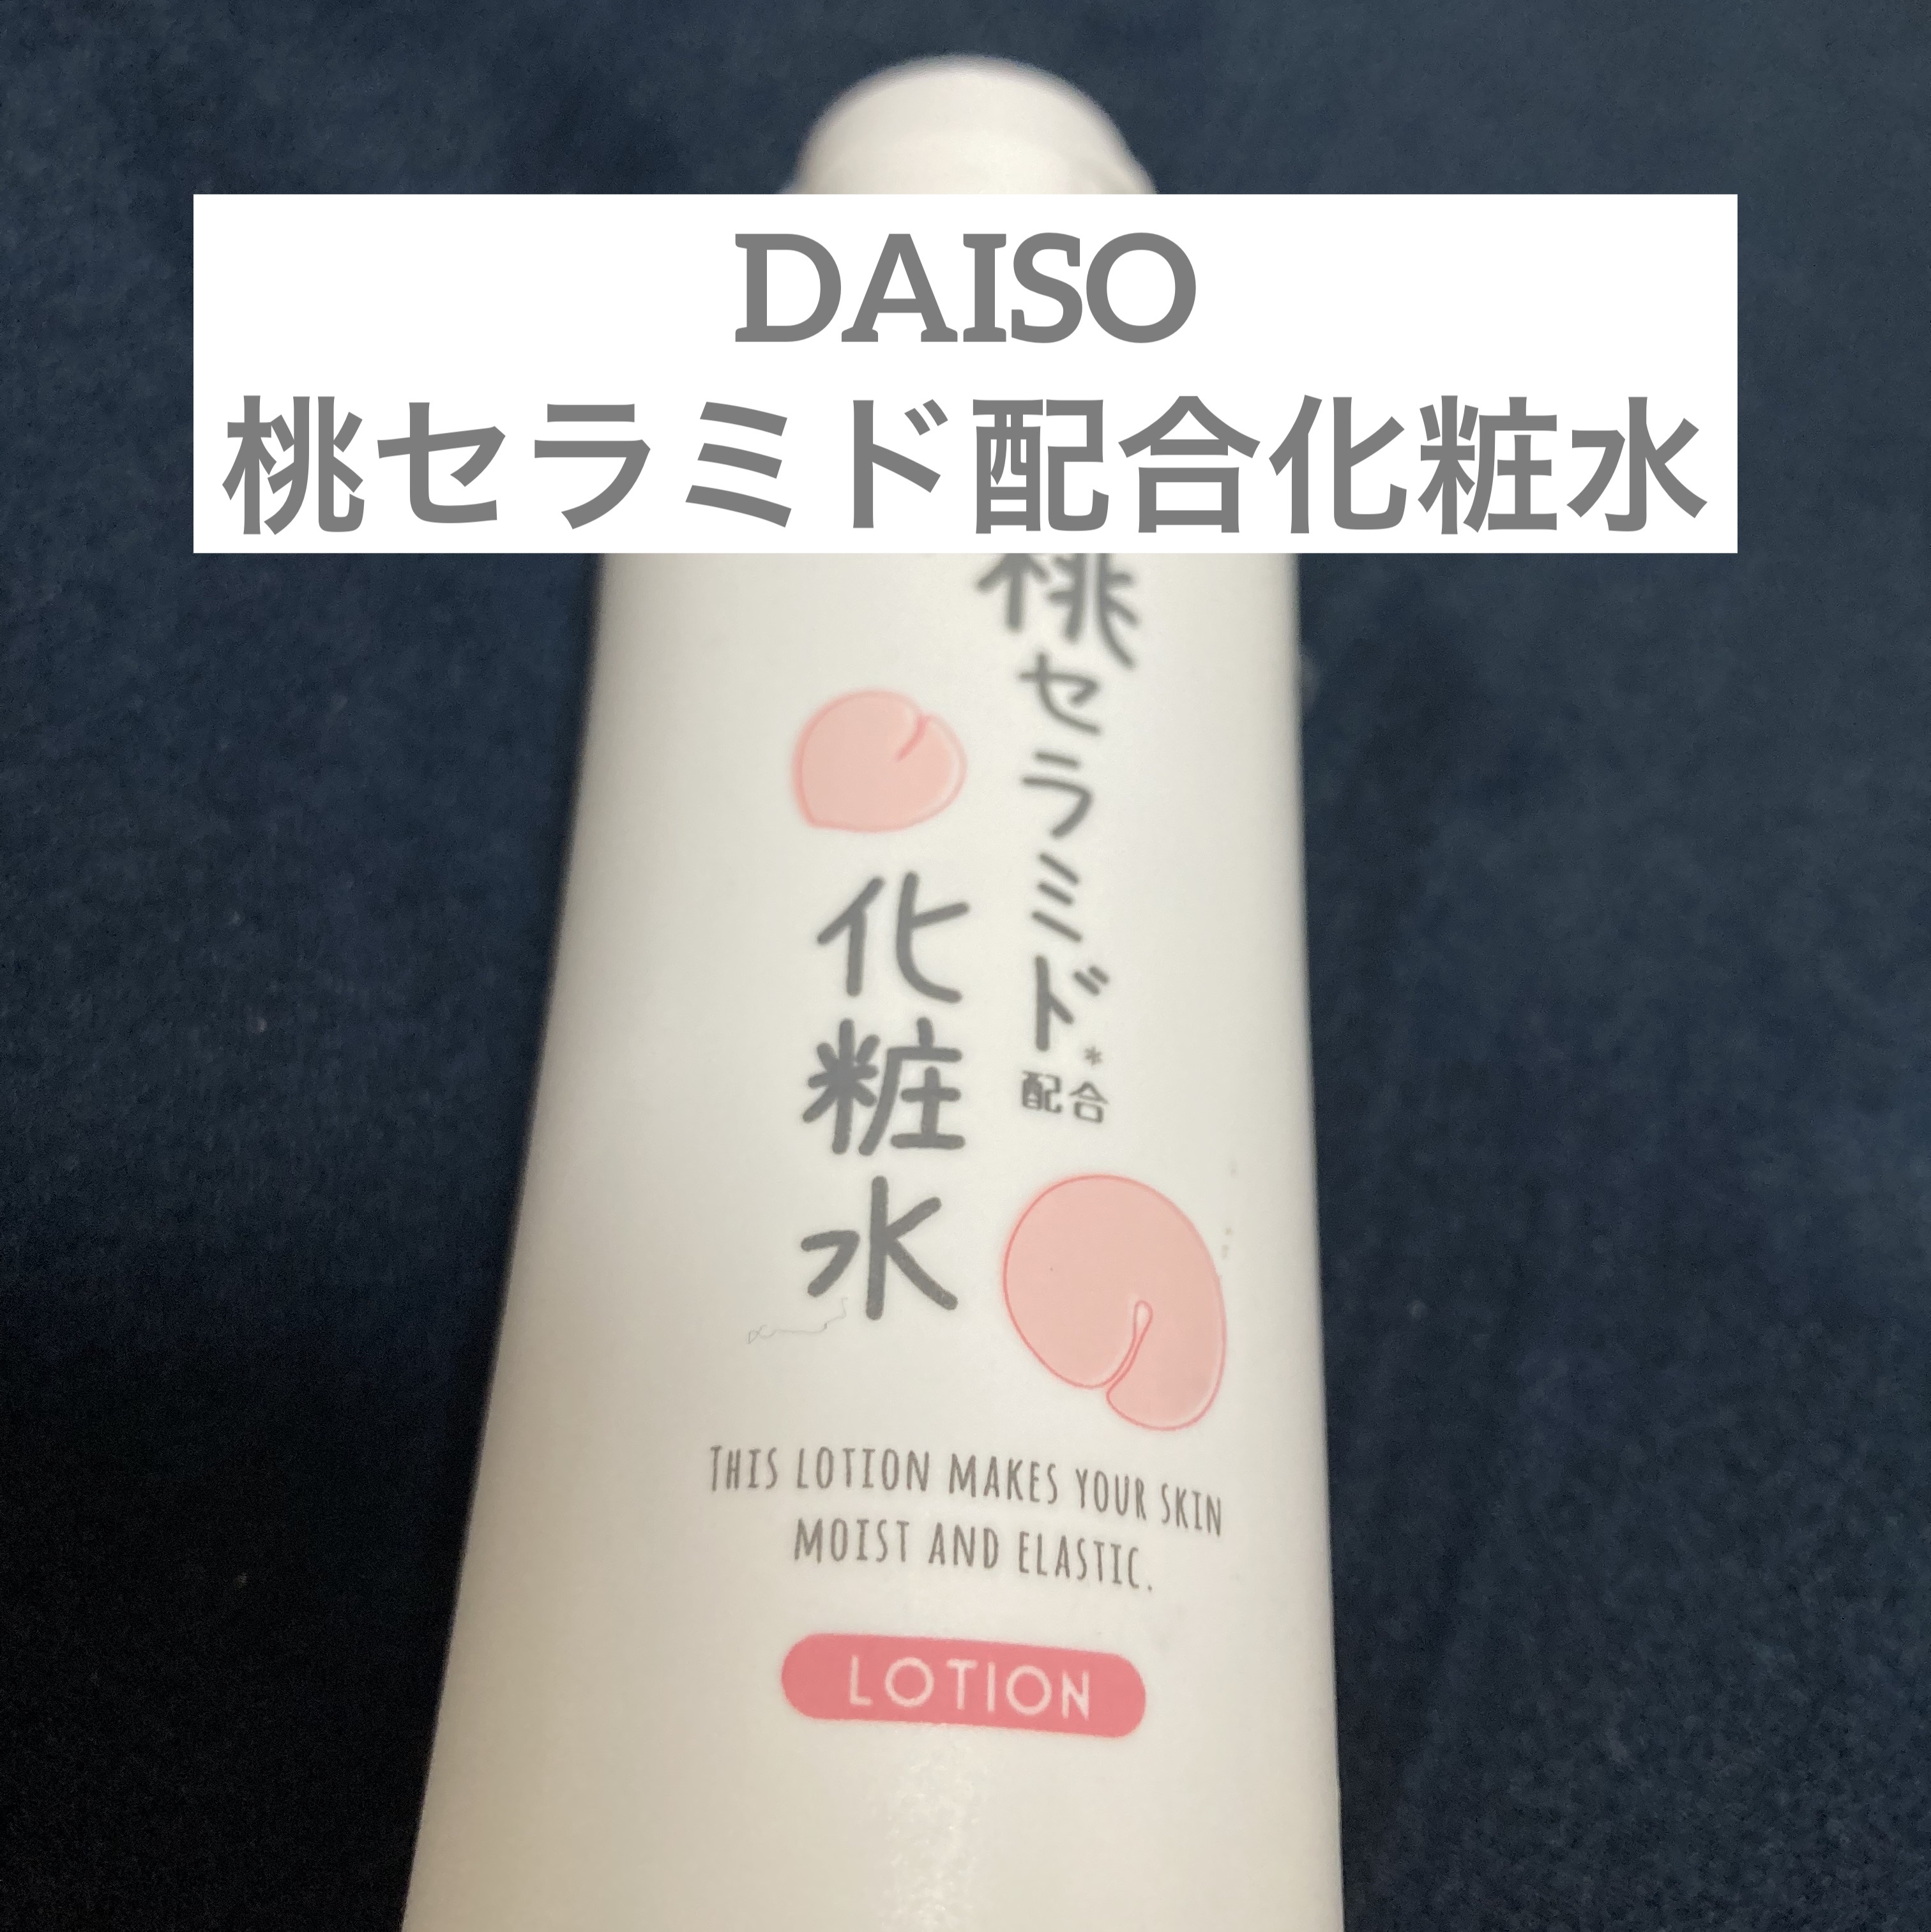 DAISO
桃セラミド配合化粧水
桃セラミド*配合
化粧水
THIS LOTION MAKES YOUR SKIN
MOIST AND ELASTIC.
LOTION